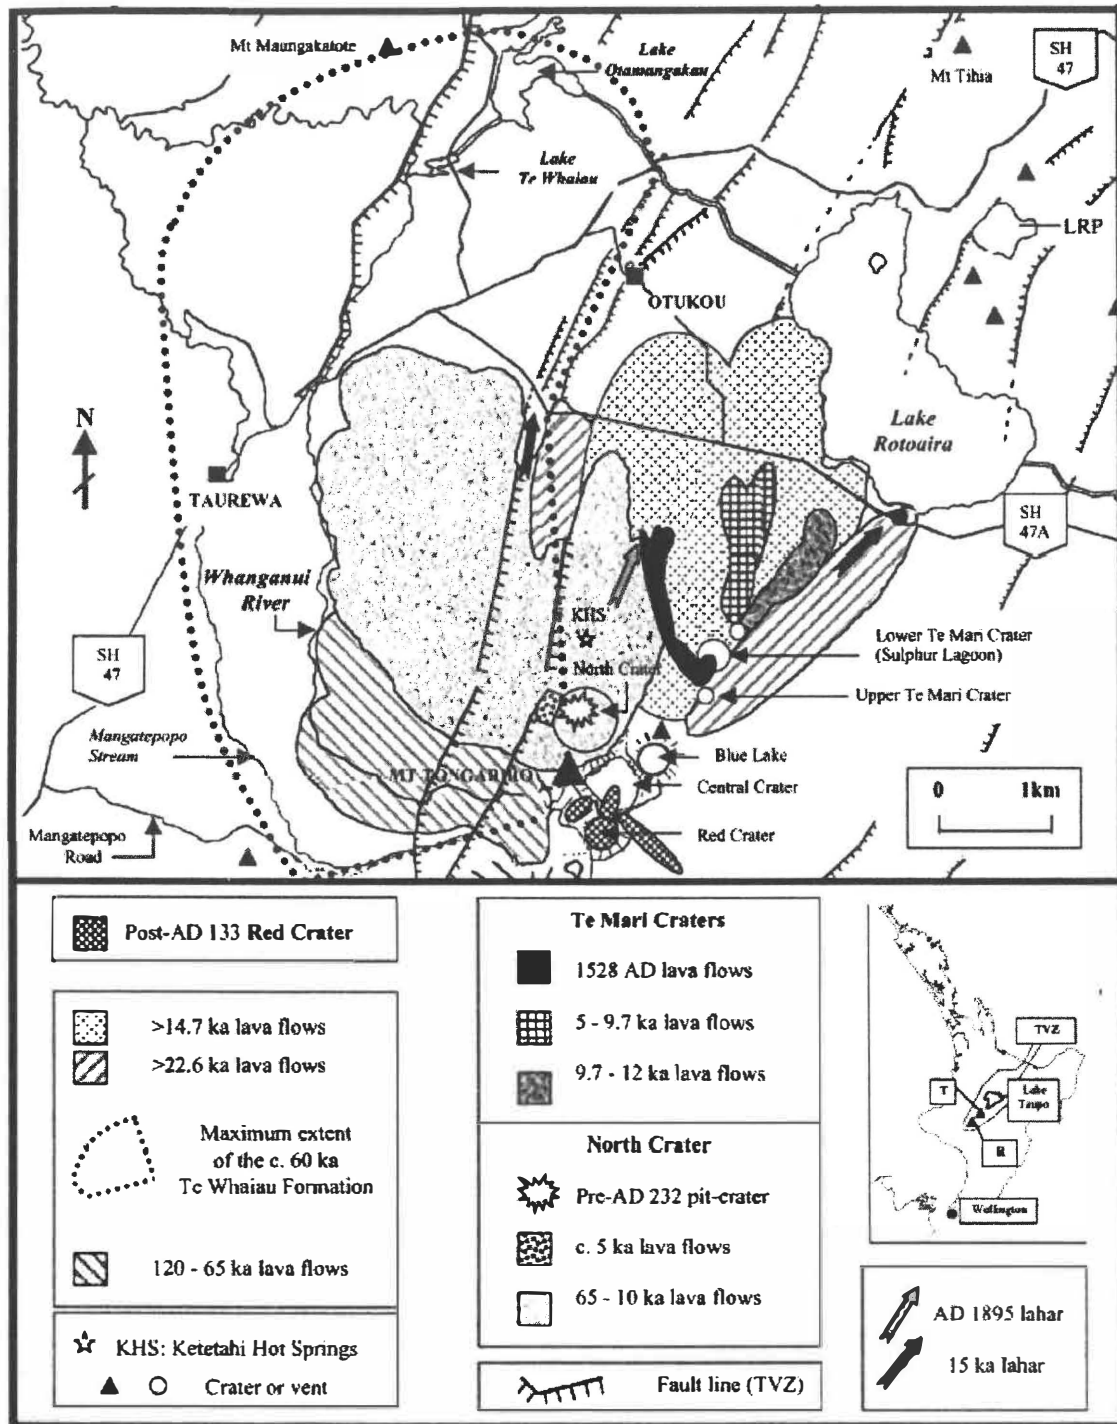 Mt Maungakatote
Lake
Otamangakau
SH
47
Mt Tihia
Lake
Te Whaiau
LRP
OTUKOU
N
Lake
Rotoaira
TAUREWA
SH
47A
Whanganui
River
KHS
SH
47
North Crater
Lower Te Mari Crater
(Sulphur Lagoon)
Upper Te Mari Crater
Mangatepopo
Stream
Blue Lake
MT TONGARIRO
Central Crater
0 1km
Mangatepopo
Road
Red Crater
Post-AD 133 Red Crater
>14.7 ka lava flows
>22.6 ka lava flows
Maximum extent
of the c. 60 ka
Te Whaiau Formation
120 - 65 ka lava flows
KHS: Ketetahi Hot Springs
Crater or vent
Te Mari Craters
1528 AD lava flows
5 - 9.7 ka lava flows
9.7 - 12 ka lava flows
North Crater
Pre-AD 232 pit-crater
c. 5 ka lava flows
65 - 10 ka lava flows
Fault line (TVZ)
TVZ
T
Lake
Taupo
R
Wellington
AD 1895 lahar
15 ka lahar